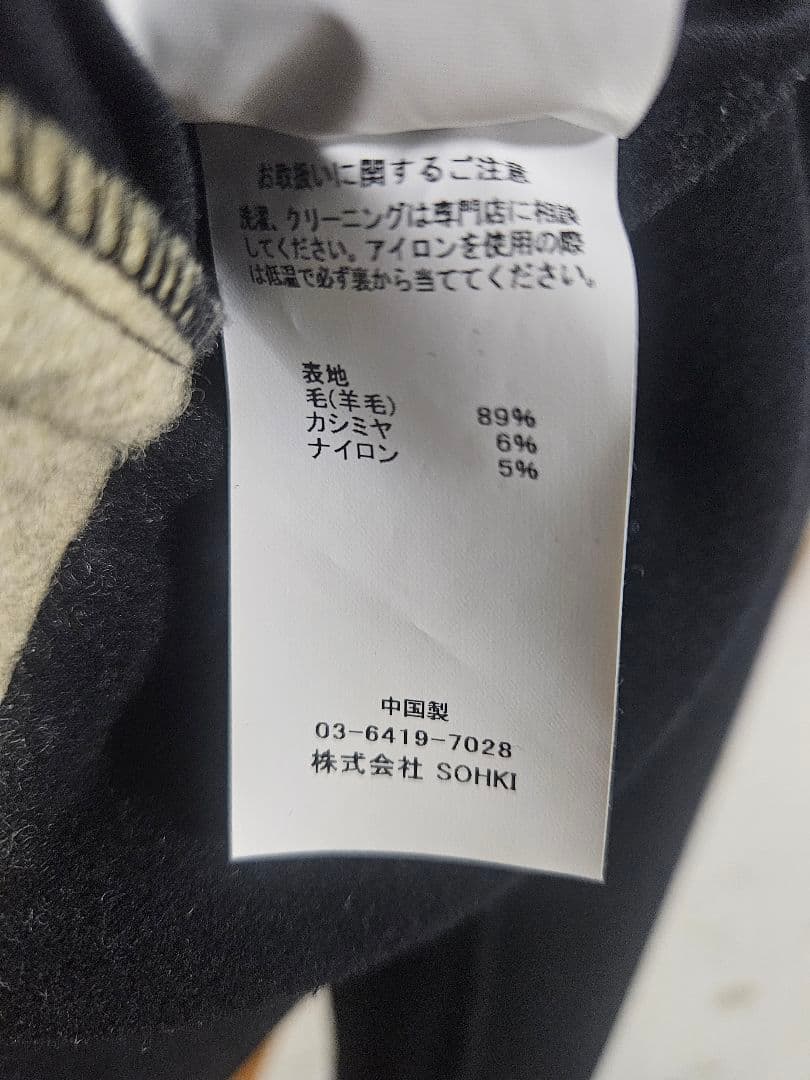 お取扱いに関するご注意
洗濯、クリーニングは専門店に相談
してください。アイロンを使用の際
は低温で必ず裏から当ててください。
表地
毛(羊毛) 89%
カシミヤ 6%
ナイロン 5%
中国製
03-6419-7028
株式会社 SOHKI